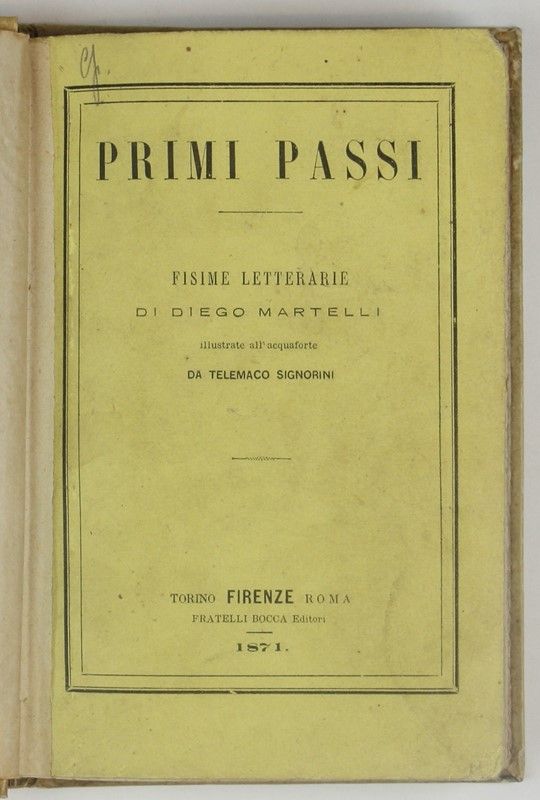 PRIMI PASSI
FISIME LETTERARIE
DI DIEGO MARTELLI
illustrate all' acquaforte
DA TELEMACO SIGNORINI
TORINO FIRENZE ROMA
FRATELLI BOCCA Editori
1871.